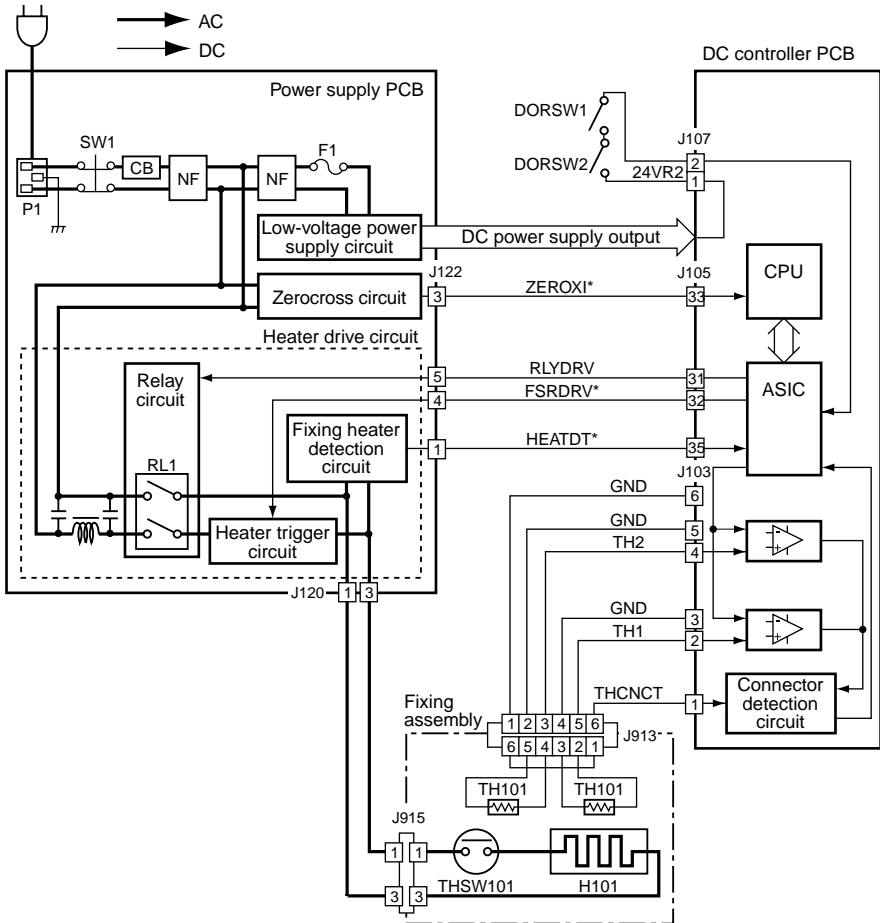 AC
DC
DC controller PCB
Power supply PCB
DORSW1
DORSW2
J107
2
1
24VR2
SW1
CB
NF
NF
F1
P1
Low-voltage power
supply circuit
DC power supply output
J122
J105
CPU
Zerocross circuit
3
ZEROXI*
33
Heater drive circuit
Relay
circuit
5
RLYDRV
31
ASIC
4
FSRDRV*
32
Fixing heater
detection
circuit
1
HEATDT*
35
RL1
J103
GND
6
GND
5
TH2
4
Heater trigger
circuit
J120
1
3
GND
3
TH1
2
THCNCT
1
Connector
detection
circuit
Fixing
assembly
1 2 3 4 5 6
J913
6 5 4 3 2 1
TH101
TH101
J915
1
1
3
3
THSW101
H101